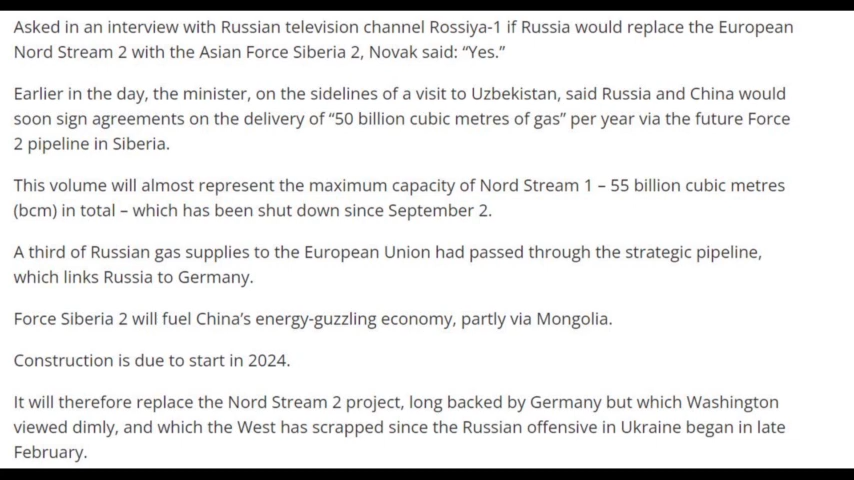 Asked in an interview with Russian television channel Rossiya-1 if Russia would replace the European
Nord Stream 2 with the Asian Force Siberia 2, Novak said: “Yes.”
Earlier in the day, the minister, on the sidelines of a visit to Uzbekistan, said Russia and China would
soon sign agreements on the delivery of “50 billion cubic metres of gas” per year via the future Force
2 pipeline in Siberia.
This volume will almost represent the maximum capacity of Nord Stream 1 – 55 billion cubic metres
(bcm) in total – which has been shut down since September 2.
A third of Russian gas supplies to the European Union had passed through the strategic pipeline,
which links Russia to Germany.
Force Siberia 2 will fuel China’s energy-guzzling economy, partly via Mongolia.
Construction is due to start in 2024.
It will therefore replace the Nord Stream 2 project, long backed by Germany but which Washington
viewed dimly, and which the West has scrapped since the Russian offensive in Ukraine began in late
February.